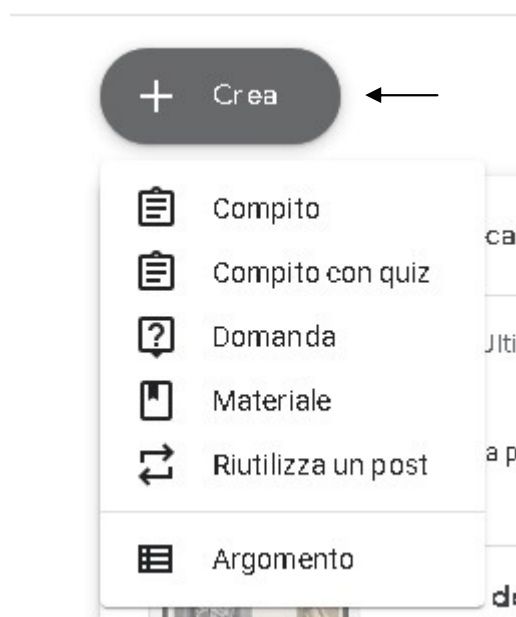 Crea
Compito
Compito con quiz
Domanda
Materiale
Riutilizza un post
Argomento